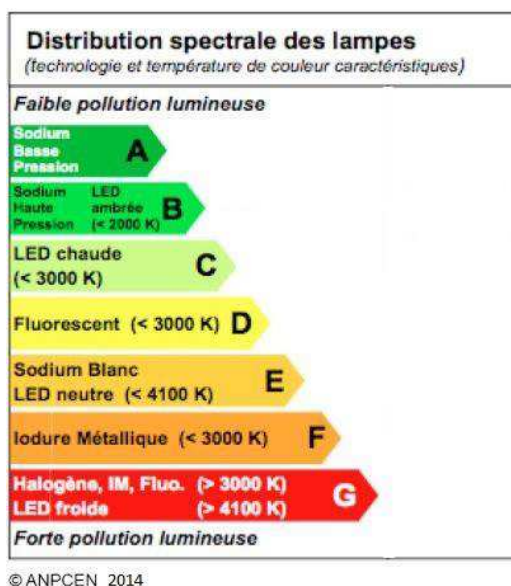 Distribution spectrale des lampes
(technologie et température de couleur caractéristiques)
Faible pollution lumineuse
Sodium
Basse
Pression
A
Sodium LED
Haute ambrée
Pression (< 2000 K)
B
LED chaude
(< 3000 K)
C
Fluorescent (< 3000 K) D
Sodium Blanc
LED neutre (< 4100 K)
E
Iodure Métallique (< 3000 K) F
Halogène, IM, Fluo. (> 3000 K)
LED froide (> 4100 K)
G
Forte pollution lumineuse
© ANPCEN 2014